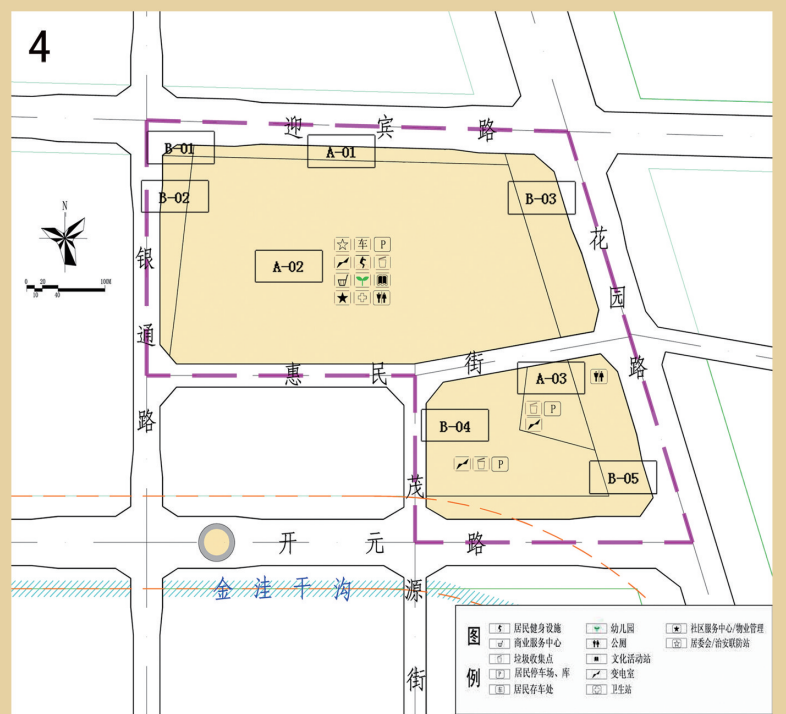 4
迎宾路
B-01
A-01
B-02
B-03
N
银通路
花园路
A-02
车 P
0 20 100M
10 40
惠民街
A-03
P
B-04
P
B-05
茂源街
开元路
金洼干沟
图例
居民健身设施
幼儿园
社区服务中心/物业管理
商业服务中心
公厕
居委会/治安联防站
垃圾收集点
文化活动站
P 居民停车场、库
变电室
居民存车处
卫生站